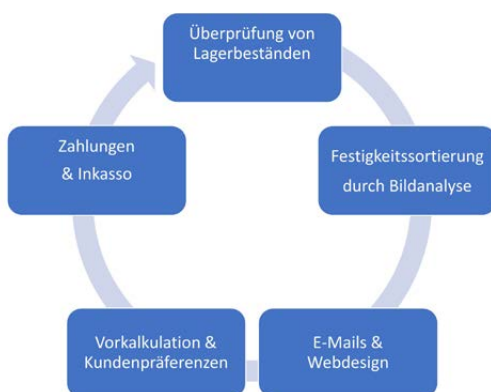 Überprüfung von
Lagerbeständen
Festigkeitssortierung
durch Bildanalyse
E-Mails &
Webdesign
Vorkalkulation &
Kundenpräferenzen
Zahlungen
& Inkasso